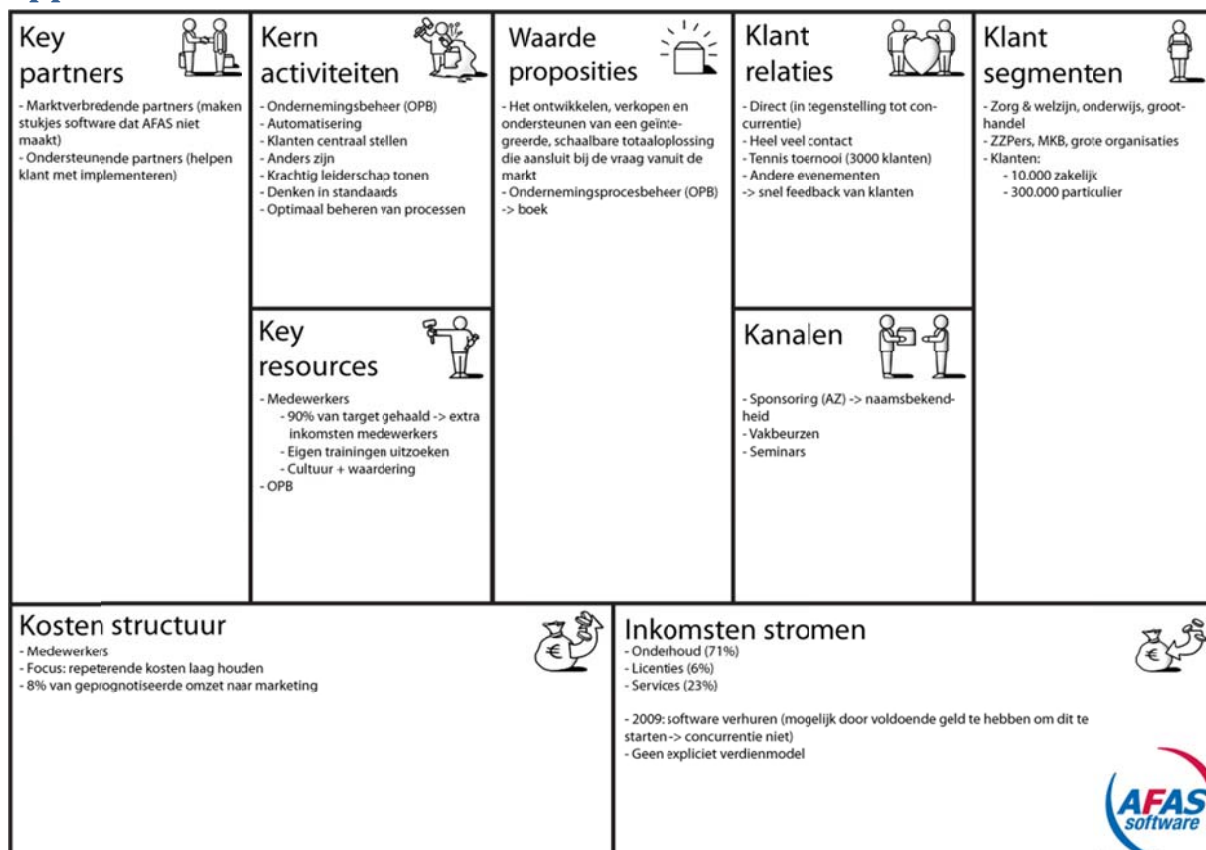 Key
partners
- Marktverbredende partners (maken
stukjes software dat AFAS niet
maakt)
- Ondersteunende partners (helpen
klant met implementeren)
Kern
activiteiten
- Ondernemingsbeheer (OPB)
- Automatisering
- Klanten centraal stellen
- Anders zijn
- Krachtig leiderschap tonen
- Denken in standaards
- Optimaal beheren van processen
Key
resources
- Medewerkers
- 90% van target gehaald -> extra
inkomsten medewerkers
- Eigen trainingen uitzoeken
- Cultuur + waardering
- OPB
Waarde
proposities
- Het ontwikkelen, verkopen en
ondersteunen van een geïnte-
greerde, schaalbare totaaloplossing
die aansluit bij de vraag vanuit de
markt
- Ondernemingsprocesbeheer (OPB)
-> boek
Klant
relaties
- Direct (in tegenstelling tot con-
currentie)
- Heel veel contact
- Tennis toernooi (3000 klanten)
- Andere evenementen
-> snel feedback van klanten
Kanalen
- Sponsoring (AZ) -> naamsbekend-
heid
- Vakbeurzen
- Seminars
Klant
segmenten
- Zorg & welzijn, onderwijs, groot-
handel
- ZZPers, MKB, grote organisaties
- Klanten:
- 10.000 zakelijk
- 300.000 particulier
Kosten structuur
- Medewerkers
- Focus: repeterende kosten laag houden
- 8% van geprognotiseerde omzet naar marketing
€
Inkomsten stromen
- Onderhoud (71%)
- Licenties (6%)
- Services (23%)
- 2009: software verhuren (mogelijk door voldoende geld te hebben om dit te
starten -> concurrentie niet)
- Geen expliciet verdienmodel
€
AFAS
software